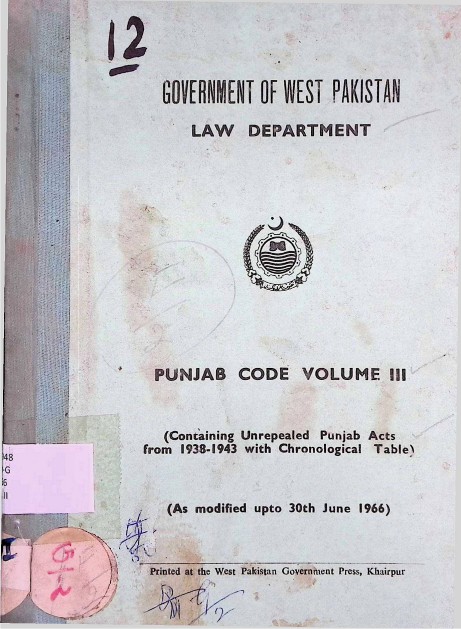 12
GOVERNMENT OF WEST PAKISTAN
LAW DEPARTMENT
PUNJAB CODE VOLUME III
(Containing Unrepealed Punjab Acts
from 1938-1943 with Chronological Table)
(As modified upto 30th June 1966)
Printed at the West Pakistan Government Press, Khairpur